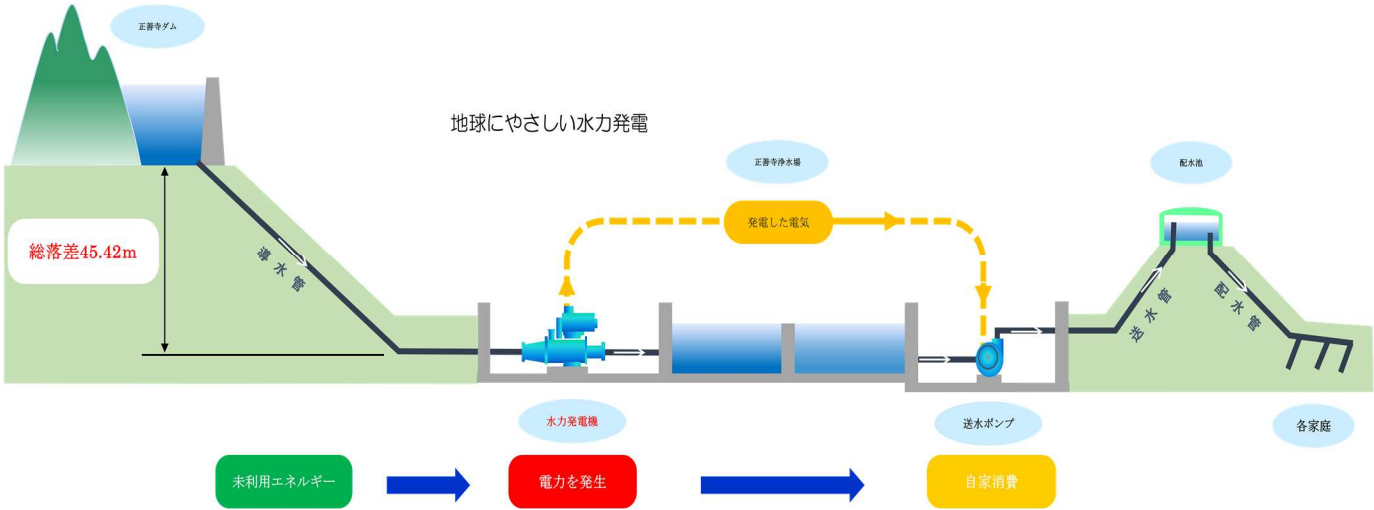 正善寺ダム
地球にやさしい水力発電
正善寺浄水場
配水池
発電した電気
総落差45.42m
導水管
送水管
配水管
水力発電機
送水ポンプ
各家庭
未利用エネルギー
電力を発生
自家消費